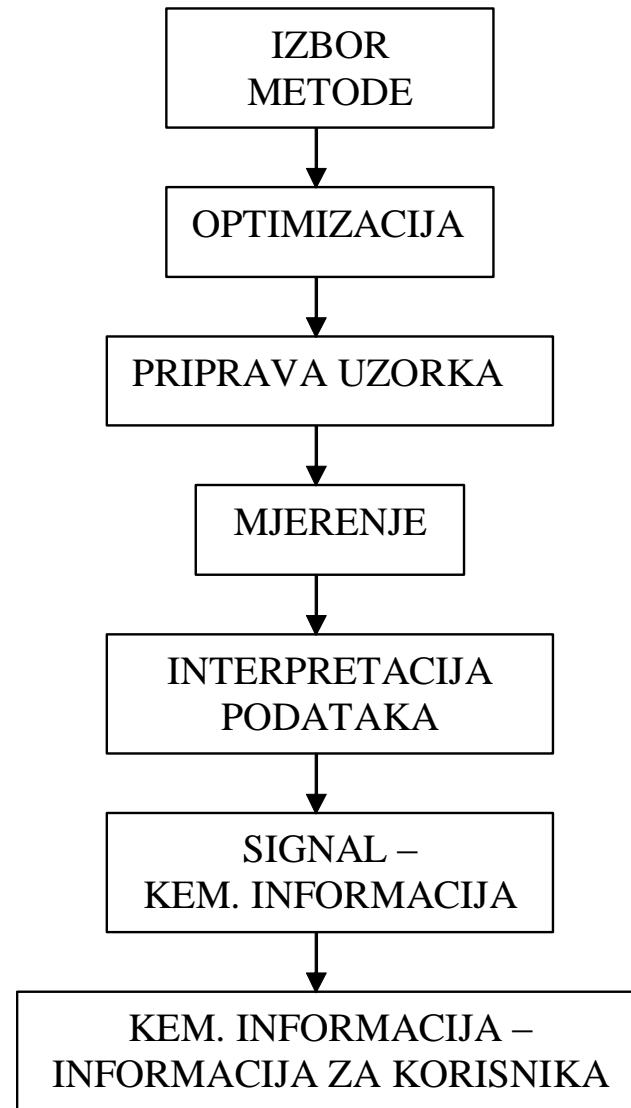 IZBOR
METODE
OPTIMIZACIJA
PRIPRAVA UZORKA
MJERENJE
INTERPRETACIJA
PODATAKA
SIGNAL –
KEM. INFORMACIJA
KEM. INFORMACIJA –
INFORMACIJA ZA KORISNIKA